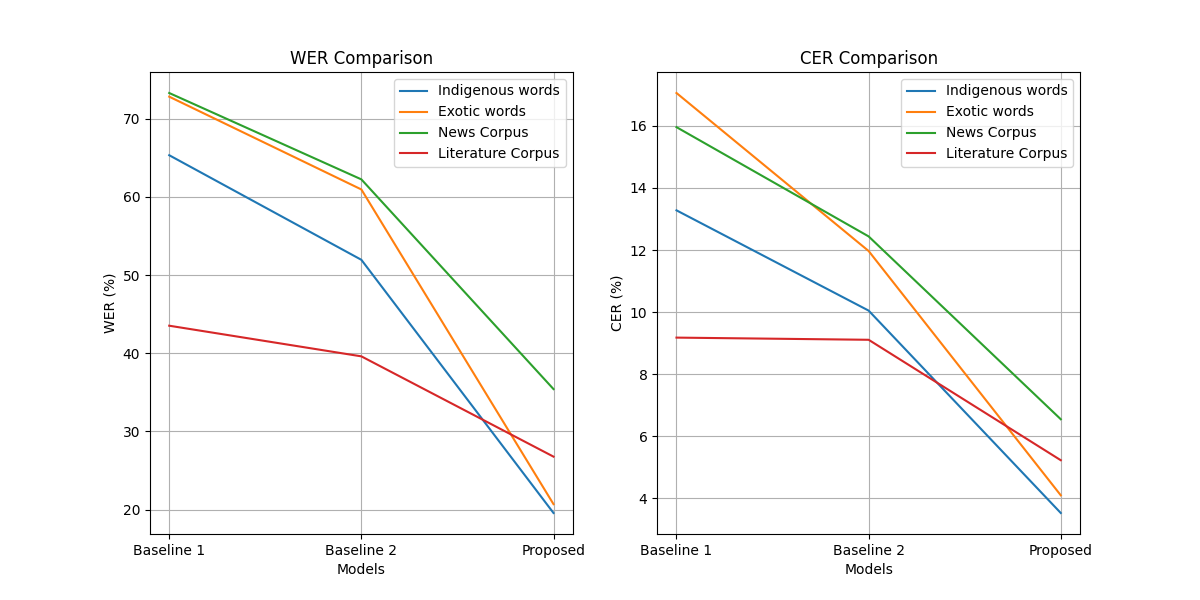 WER Comparison
WER (%)
70
60
50
40
30
20
Indigenous words
Exotic words
News Corpus
Literature Corpus
Baseline 1
Baseline 2
Proposed
Models
CER Comparison
CER (%)
16
14
12
10
8
6
4
Indigenous words
Exotic words
News Corpus
Literature Corpus
Baseline 1
Baseline 2
Proposed
Models